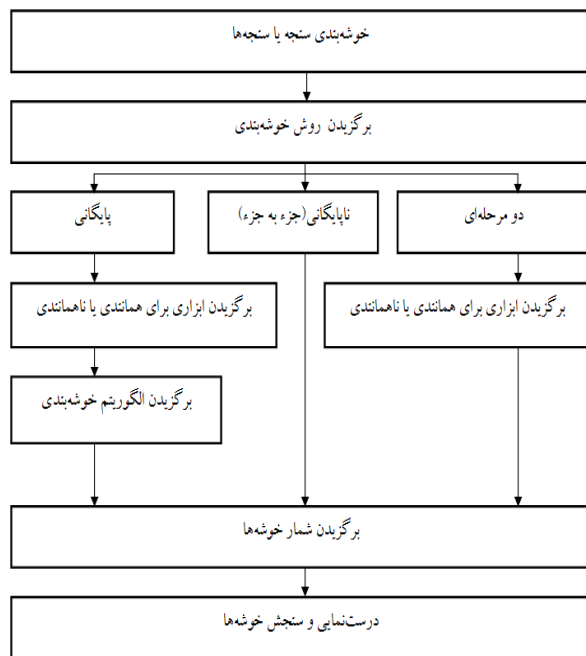 خوشه‌بندی سنجه یا سنجه‌ها
برگزیدن روش خوشه‌بندی
دو مرحله‌ای
ناپایگانی(جزء به جزء)
پایگانی
برگزیدن ابزاری برای همانندی یا ناهمانندی
برگزیدن ابزاری برای همانندی یا ناهمانندی
برگزیدن الگوریتم خوشه‌بندی
برگزیدن شمار خوشه‌ها
درست‌نمایی و سنجش خوشه‌ها